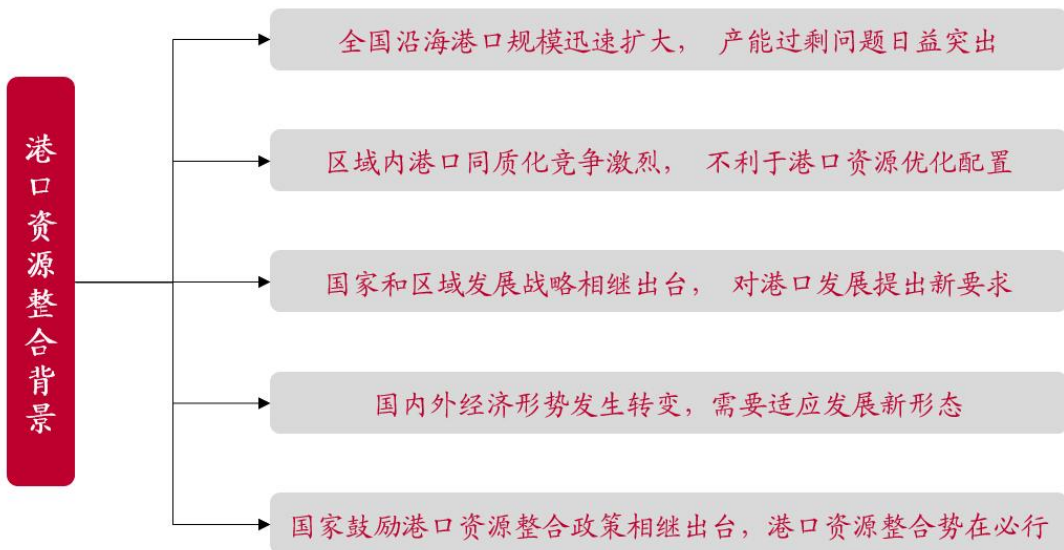 港口资源整合背景
全国沿海港口规模迅速扩大， 产能过剩问题日益突出
区域内港口同质化竞争激烈， 不利于港口资源优化配置
国家和区域发展战略相继出台， 对港口发展提出新要求
国内外经济形势发生转变，需要适应发展新形态
国家鼓励港口资源整合政策相继出台，港口资源整合势在必行